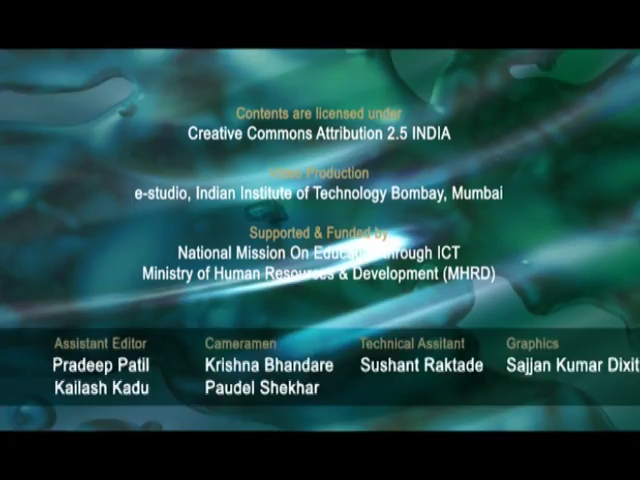 Contents are licensed under
Creative Commons Attribution 2.5 INDIA
Video Production
e-studio, Indian Institute of Technology Bombay, Mumbai
Supported & Funded by
National Mission On Education through ICT
Ministry of Human Resources & Development (MHRD)
Assistant Editor Cameramen Technical Assitant Graphics
Pradeep Patil Krishna Bhandare Sushant Raktade Sajjan Kumar Dixit
Kailash Kadu Paudel Shekhar